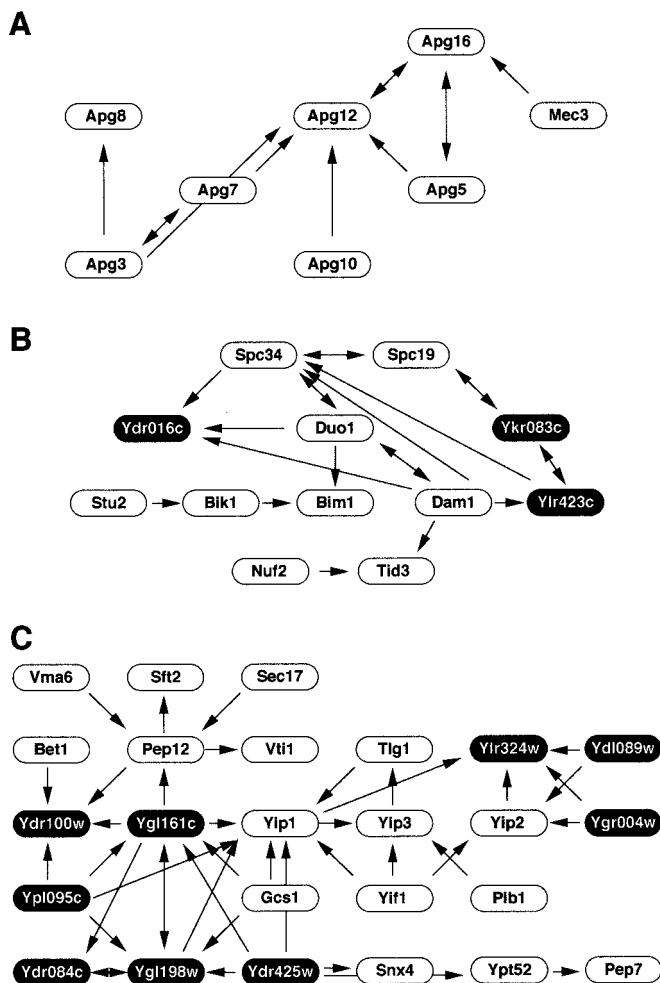 A
Apg16
Apg8 Apg12 Mec3
Apg7 Apg5
Apg3 Apg10
B
Spc34 Spc19
Ydr016c Duo1 Ykr083c
Stu2 Bik1 Bim1 Dam1 Ylr423c
Nuf2 Tid3
C
Vma6 Sft2 Sec17
Bet1 Pep12 Vti1 Tlg1 Ylr324w Ydl089w
Ydr100w Ygl161c Yip1 Yip3 Yip2 Ygr004w
Ypl095c Gcs1 Yif1 Pib1
Ydr084c Ygl198w Ydr425w Snx4 Ypt52 Pep7